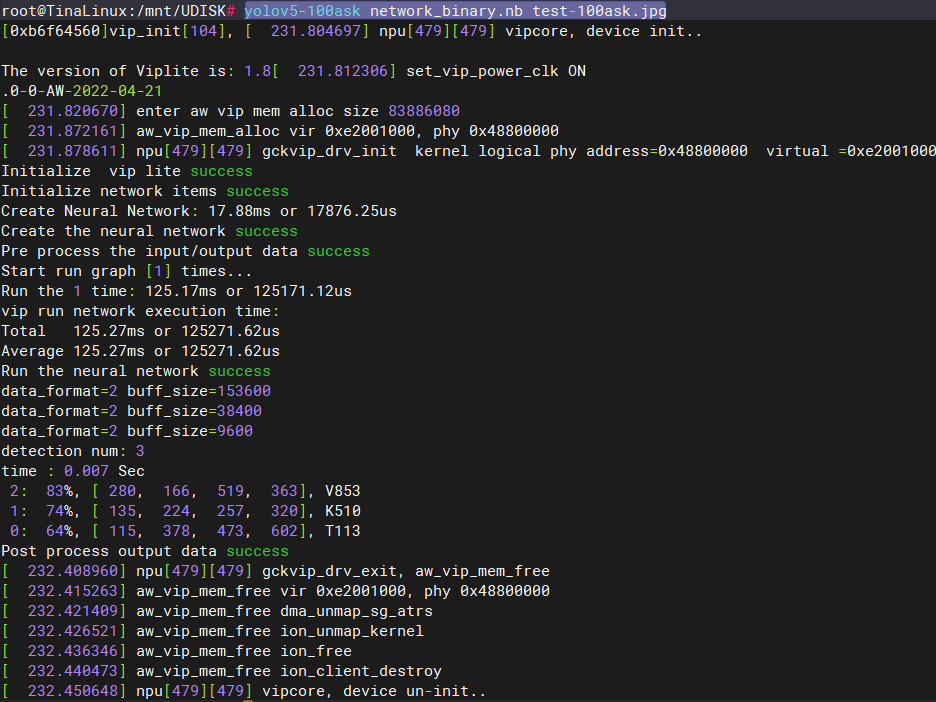 root@TinaLinux:/mnt/UDISK# yolov5-100ask network_binary.nb test-100ask.jpg
[0xb6f64560]vip_init[104], [  231.804697] npu[479][479] vipcore, device init..
The version of Viplite is: 1.8[  231.812306] set_vip_power_clk ON
.0-0-AW-2022-04-21
[  231.820670] enter aw vip mem alloc size 83886080
[  231.872161] aw_vip_mem_alloc vir 0xe2001000, phy 0x48800000
[  231.878611] npu[479][479] gckvip_drv_init  kernel logical phy address=0x48800000  virtual =0xe2001000
Initialize  vip lite success
Initialize network items success
Create Neural Network: 17.88ms or 17876.25us
Create the neural network success
Pre process the input/output data success
Start run graph [1] times...
Run the 1 time: 125.17ms or 125171.12us
vip run network execution time:
Total   125.27ms or 125271.62us
Average 125.27ms or 125271.62us
Run the neural network success
data_format=2 buff_size=153600
data_format=2 buff_size=38400
data_format=2 buff_size=9600
detection num: 3
time : 0.007 Sec
 2:  83%, [ 280,  166,  519,  363], V853
 1:  74%, [ 135,  224,  257,  320], K510
 0:  64%, [ 115,  378,  473,  602], T113
Post process output data success
[  232.408960] npu[479][479] gckvip_drv_exit, aw_vip_mem_free
[  232.415263] aw_vip_mem_free vir 0xe2001000, phy 0x48800000
[  232.421409] aw_vip_mem_free dma_unmap_sg_atrs
[  232.426521] aw_vip_mem_free ion_unmap_kernel
[  232.436346] aw_vip_mem_free ion_free
[  232.440473] aw_vip_mem_free ion_client_destroy
[  232.450648] npu[479][479] vipcore, device un-init..